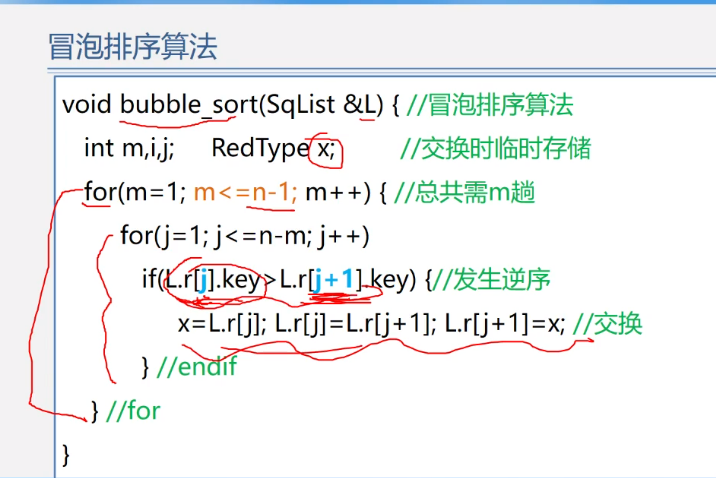 冒泡排序算法
void bubble_sort(SqList &L) { //冒泡排序算法
int m,i,j; RedType x; //交换时临时存储
for(m=1; m<=n-1; m++) { //总共需m趟
for(j=1; j<=n-m; j++)
if(L.r[j].key>L.r[j+1].key) {//发生逆序
x=L.r[j]; L.r[j]=L.r[j+1]; L.r[j+1]=x; //交换
} //endif
} //for
}